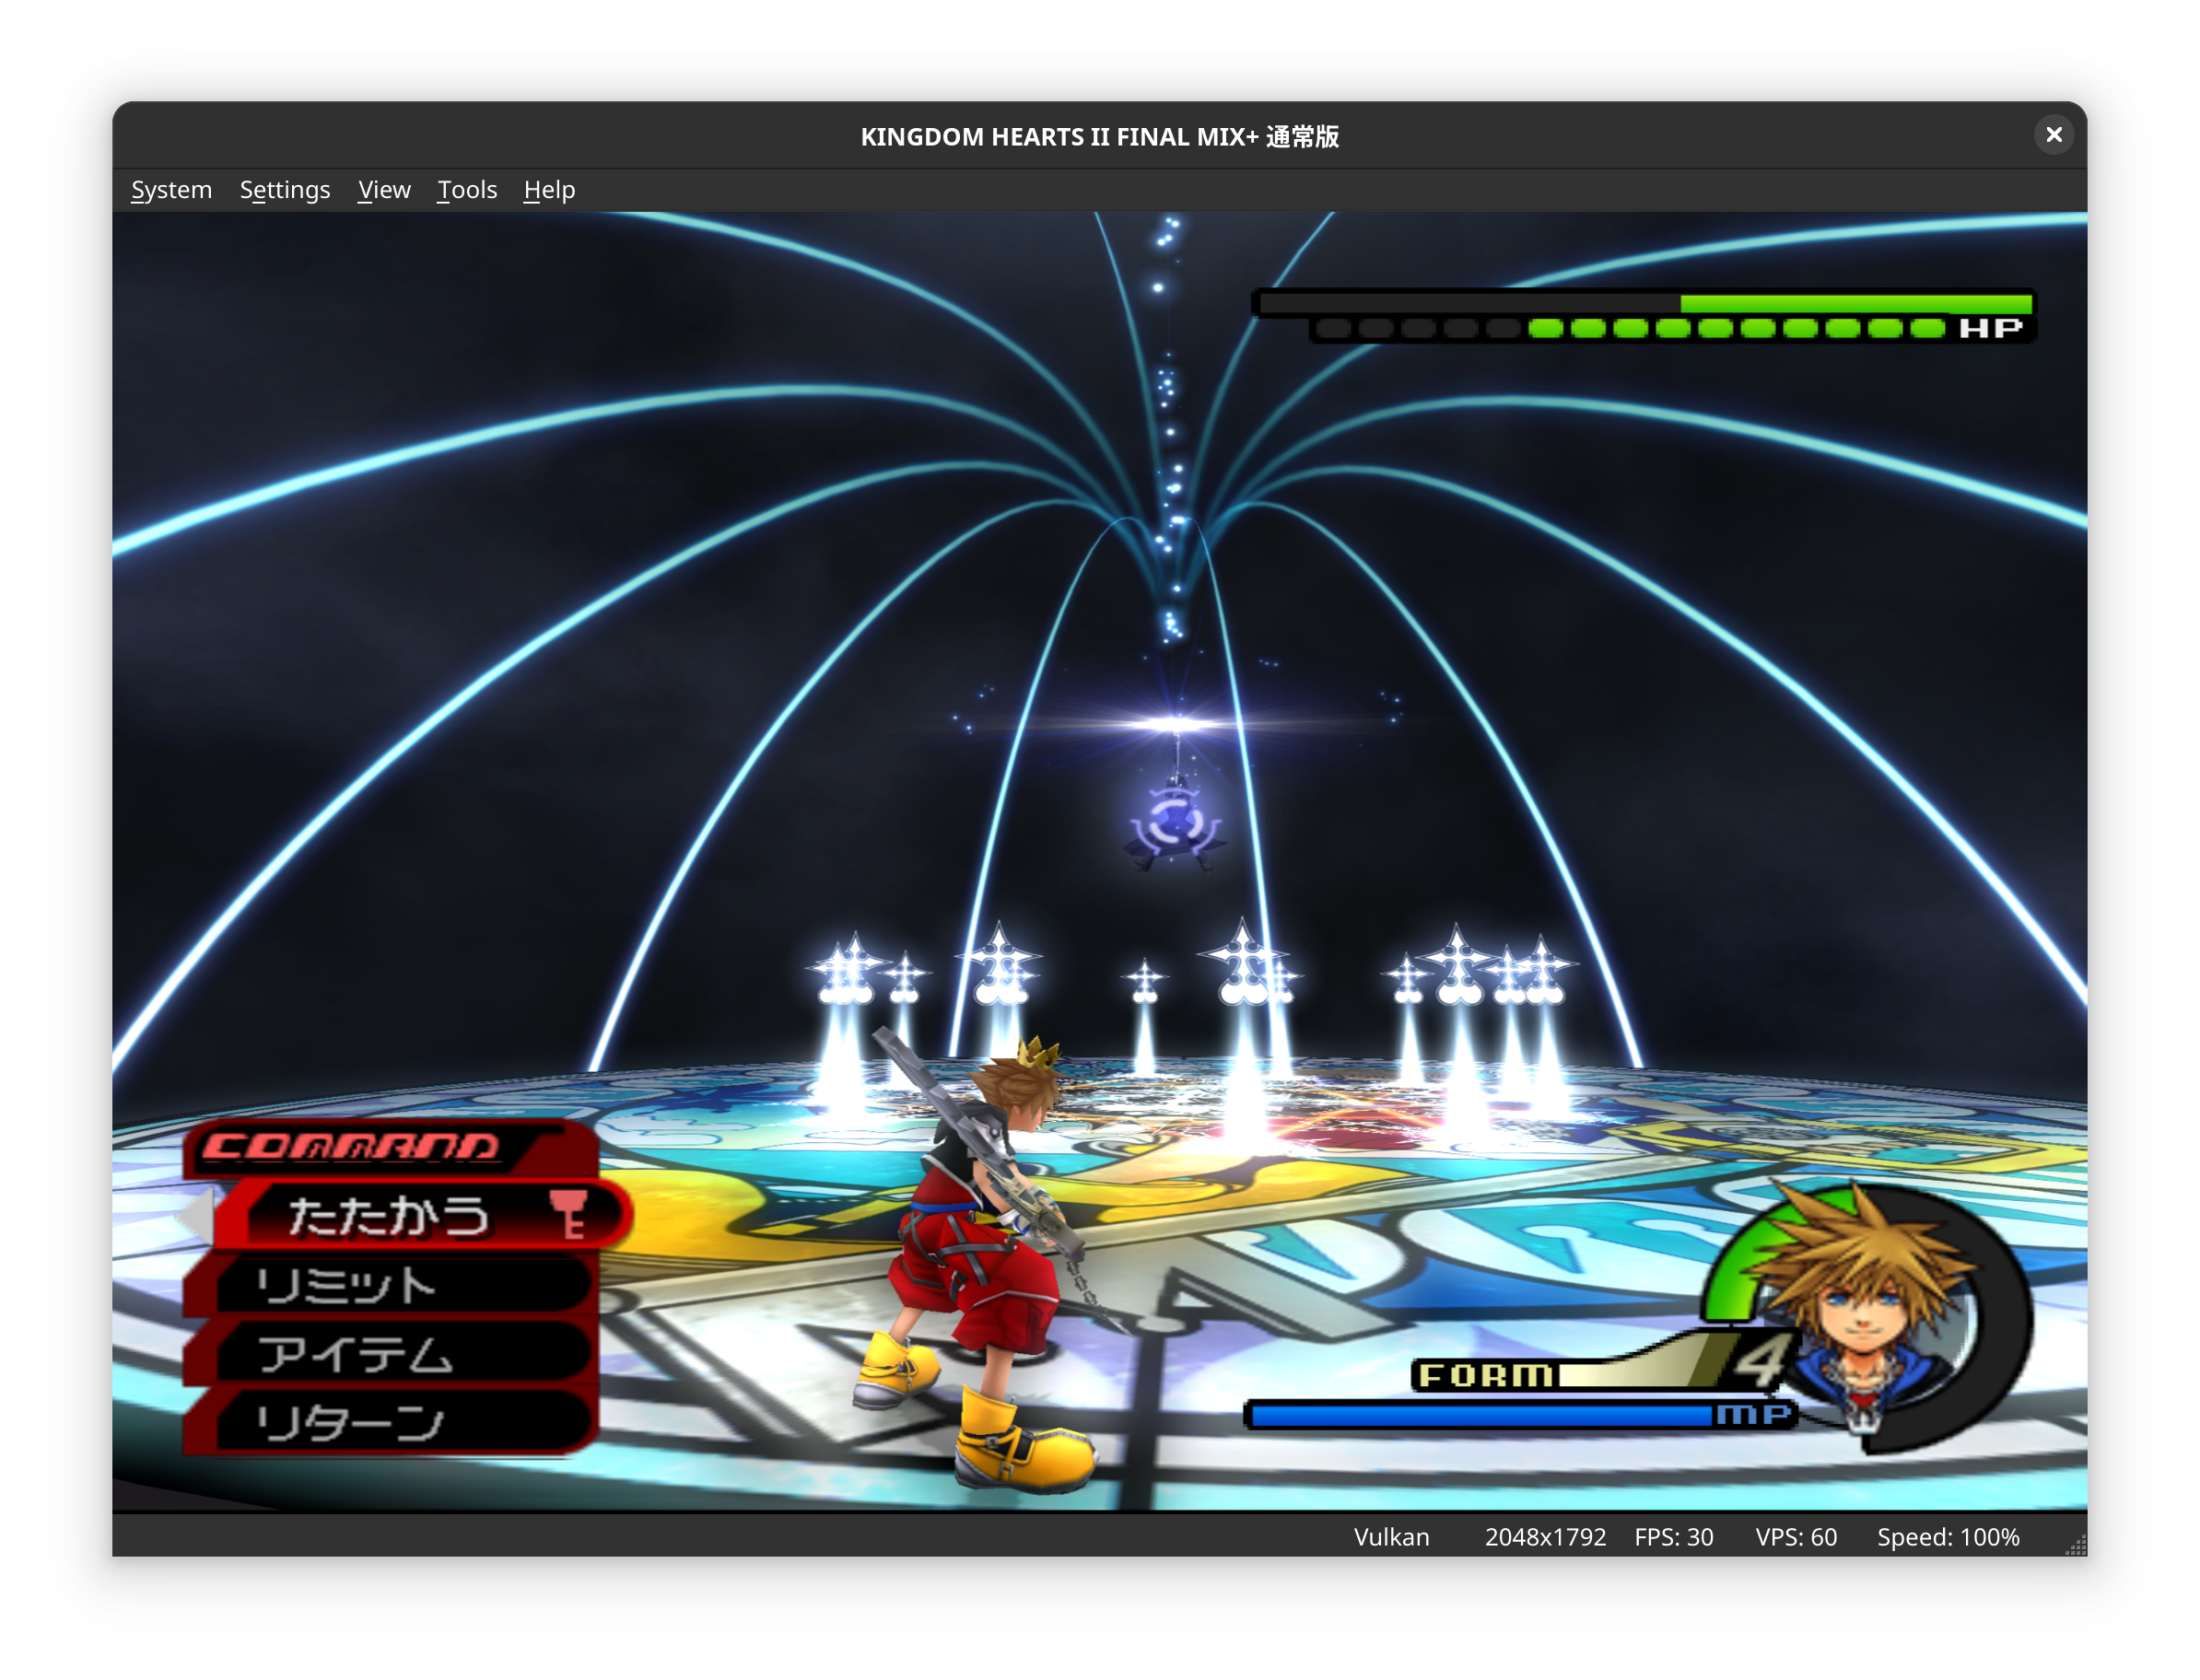 KINGDOM HEARTS II FINAL MIX+ 通常版
System Settings View Tools Help
HP
COMMAND
たたかう
リミット
アイテム
リターン
4
FORM
MP
Vulkan 2048x1792 FPS: 30 VPS: 60 Speed: 100%